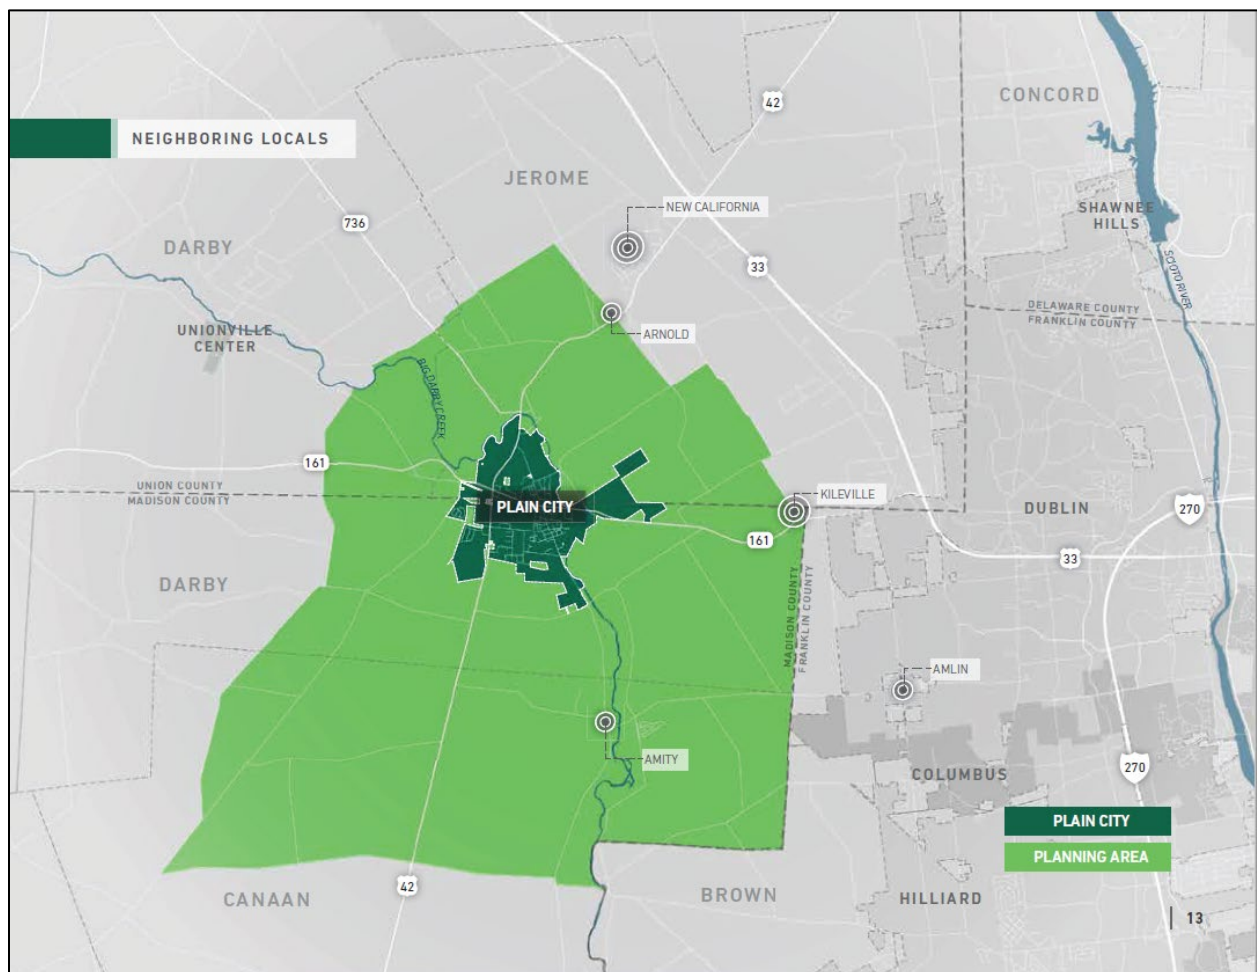 CONCORD
42
NEIGHBORING LOCALS
JEROME
NEW CALIFORNIA
SHAWNEE
HILLS
736
DARBY
33
SCIOTO RIVER
DELAWARE COUNTY
FRANKLIN COUNTY
UNIONVILLE
CENTER
ARNOLD
BIG DARBY CREEK
161
UNION COUNTY
MADISON COUNTY
PLAIN CITY
KILEVILLE
DUBLIN
270
161
33
DARBY
MADISON COUNTY
FRANKLIN COUNTY
AMLIN
AMITY
COLUMBUS
270
PLAIN CITY
PLANNING AREA
42
CANAAN
BROWN
HILLIARD
13